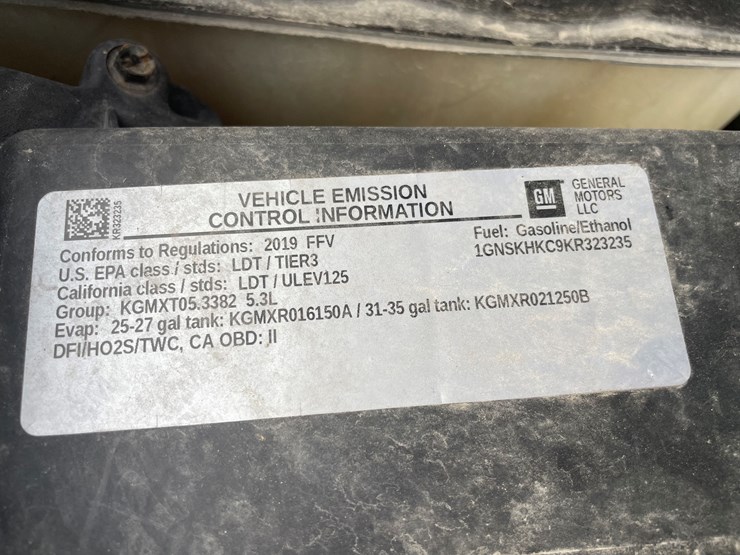 KR323235
VEHICLE EMISSION
CONTROL INFORMATION
GM
GENERAL
MOTORS
LLC
Conforms to Regulations: 2019 FFV
Fuel: Gasoline/Ethanol
U.S. EPA class / stds: LDT / TIER3
1GNSKHKC9KR323235
California class / stds: LDT / ULEV125
Group: KGMXT05.3382 5.3L
Evap: 25-27 gal tank: KGMXR016150A / 31-35 gal tank: KGMXR021250B
DFI/HO2S/TWC, CA OBD: II